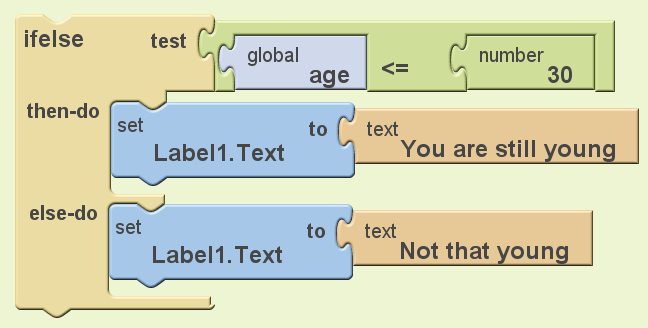 ifelse test global age <= number 30
then-do set Label1.Text to text You are still young
else-do set Label1.Text to text Not that young